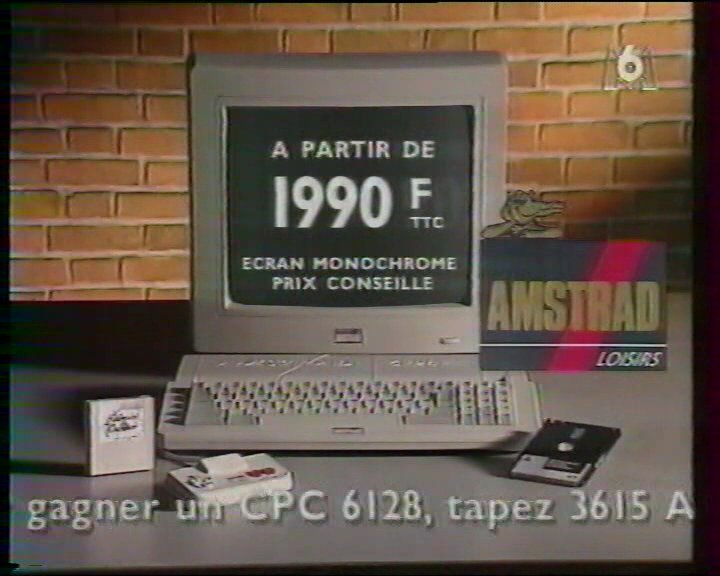 6
A PARTIR DE
1990 F
TTC
ECRAN MONOCHROME
PRIX CONSEILLE
AMSTRAD
LOISIRS
gagner un CPC 6128, tapez 3615 A